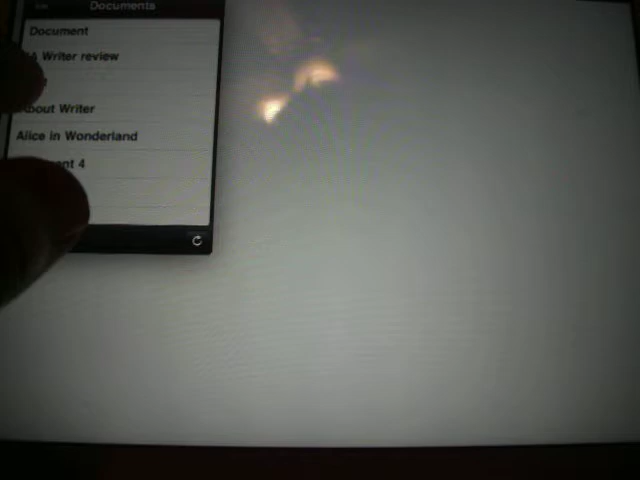 Documents
Document
Writer review
About Writer
Alice in Wonderland
4